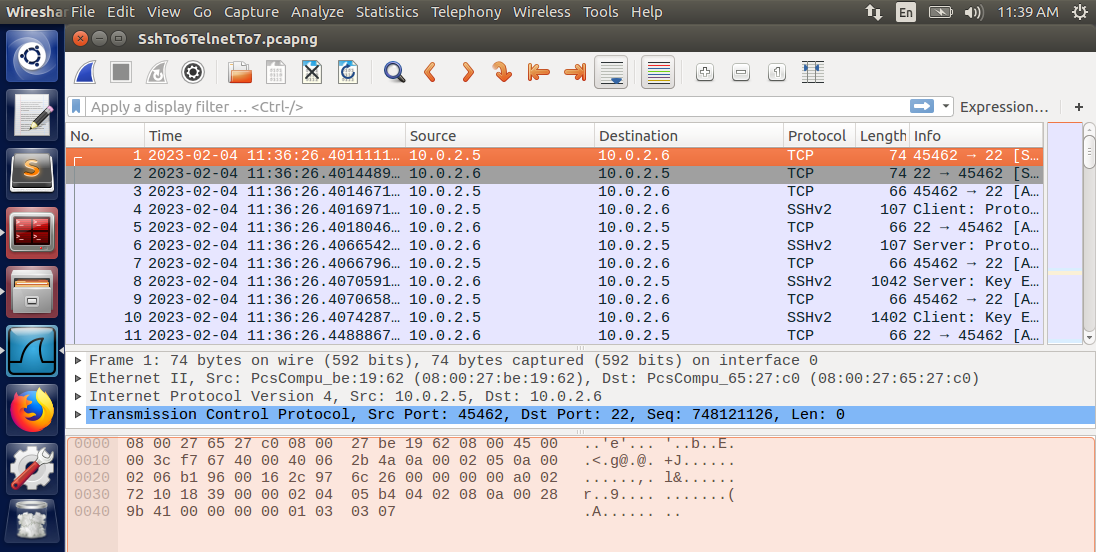 Wireshar File Edit View Go Capture Analyze Statistics Telephony Wireless Tools Help En 11:39 AM
SshTo6TelnetTo7.pcapng
Apply a display filter … <Ctrl-/> Expression… +
No. Time Source Destination Protocol Length Info
1 2023-02-04 11:36:26.4011111… 10.0.2.5 10.0.2.6 TCP 74 45462 → 22 [S…
2 2023-02-04 11:36:26.4014489… 10.0.2.6 10.0.2.5 TCP 74 22 → 45462 [S…
3 2023-02-04 11:36:26.4014671… 10.0.2.5 10.0.2.6 TCP 66 45462 → 22 [A…
4 2023-02-04 11:36:26.4016971… 10.0.2.5 10.0.2.6 SSHv2 107 Client: Proto…
5 2023-02-04 11:36:26.4018046… 10.0.2.6 10.0.2.5 TCP 66 22 → 45462 [A…
6 2023-02-04 11:36:26.4066542… 10.0.2.6 10.0.2.5 SSHv2 107 Server: Proto…
7 2023-02-04 11:36:26.4066796… 10.0.2.5 10.0.2.6 TCP 66 45462 → 22 [A…
8 2023-02-04 11:36:26.4070591… 10.0.2.6 10.0.2.5 SSHv2 1042 Server: Key E…
9 2023-02-04 11:36:26.4070658… 10.0.2.5 10.0.2.6 TCP 66 45462 → 22 [A…
10 2023-02-04 11:36:26.4074287… 10.0.2.5 10.0.2.6 SSHv2 1402 Client: Key E…
11 2023-02-04 11:36:26.4488867… 10.0.2.6 10.0.2.5 TCP 66 22 → 45462 [A…
Frame 1: 74 bytes on wire (592 bits), 74 bytes captured (592 bits) on interface 0
Ethernet II, Src: PcsCompu_be:19:62 (08:00:27:be:19:62), Dst: PcsCompu_65:27:c0 (08:00:27:65:27:c0)
Internet Protocol Version 4, Src: 10.0.2.5, Dst: 10.0.2.6
Transmission Control Protocol, Src Port: 45462, Dst Port: 22, Seq: 748121126, Len: 0
0000 08 00 27 65 27 c0 08 00 27 be 19 62 08 00 45 00 ..'e'... '..b..E.
0010 00 3c f7 67 40 00 40 06 2b 4a 0a 00 02 05 0a 00 .<.g@.@. +J......
0020 02 06 b1 96 00 16 2c 97 6c 26 00 00 00 00 a0 02 ......,. l&......
0030 72 10 18 39 00 00 02 04 05 b4 04 02 08 0a 00 28 r..9.... .......(
0040 9b 41 00 00 00 00 01 03 03 07 .A...... ..